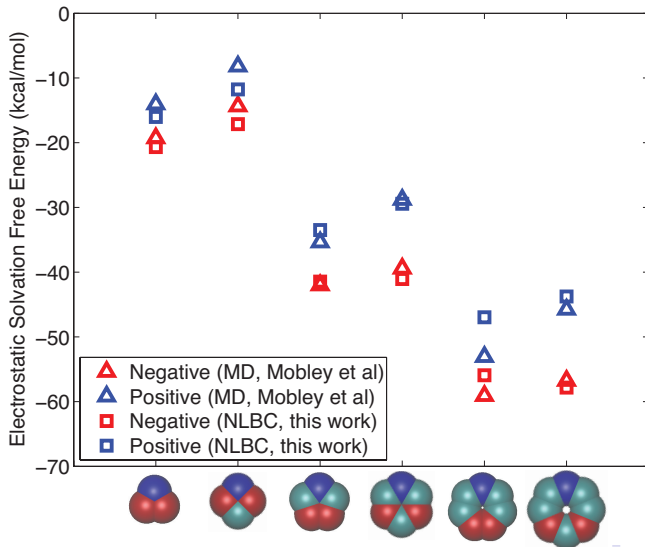 Electrostatic Solvation Free Energy (kcal/mol)
0
−10
−20
−30
−40
−50
−60
−70
Negative (MD, Mobley et al)
Positive (MD, Mobley et al)
Negative (NLBC, this work)
Positive (NLBC, this work)